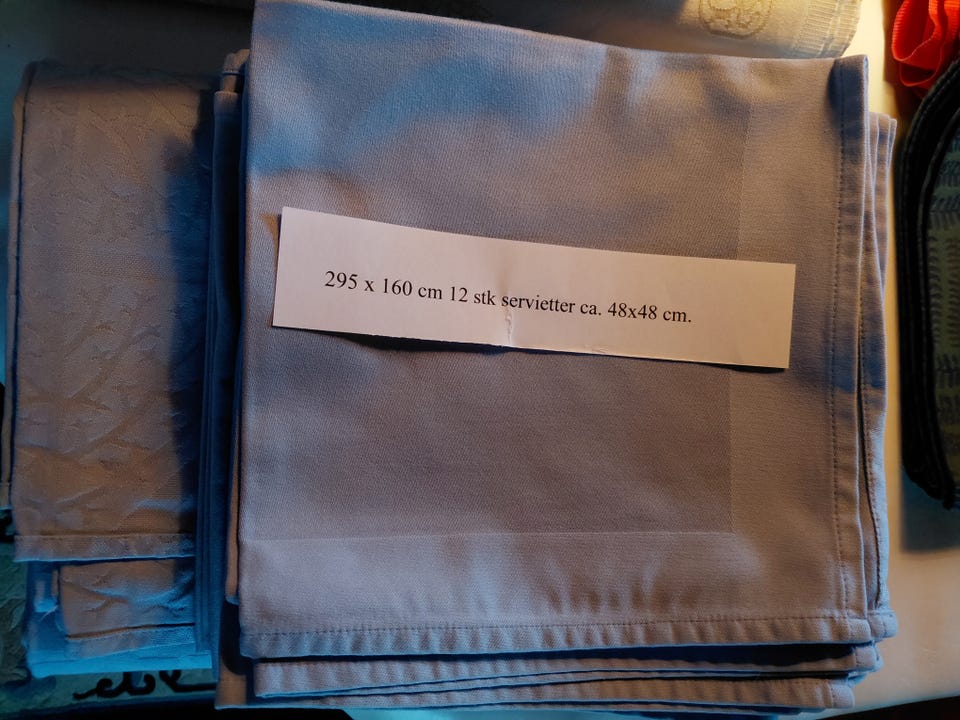 295 x 160 cm 12 stk servietter ca. 48x48 cm.